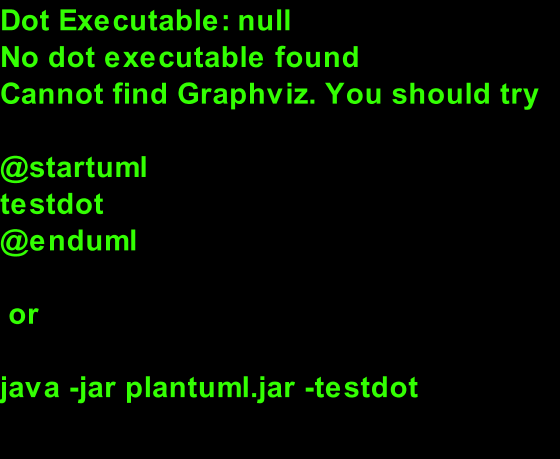 Dot Executable: null
No dot executable found
Cannot find Graphviz. You should try
@startuml
testdot
@enduml
or
java -jar plantuml.jar -testdot